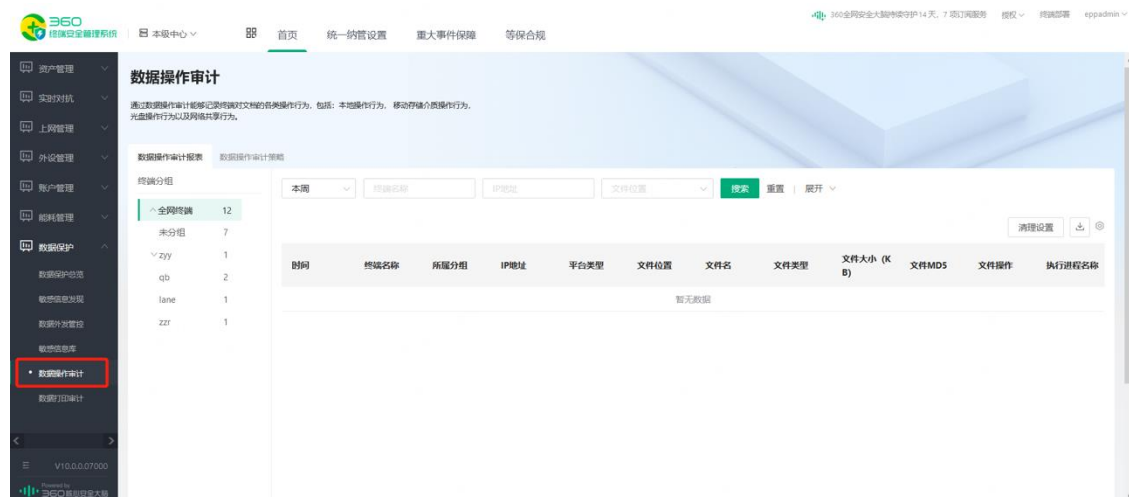 360全网安全大脑持续守护14天，7项订阅服务 授权 终端部署 eppadmin
360
终端安全管理系统
本级中心
首页 统一纳管设置 重大事件保障 等保合规
资产管理
实时对抗
上网管理
外设管理
账户管理
能耗管理
数据保护
数据保护总览
敏感信息发现
数据外发管控
敏感信息库
数据操作审计
数据打印审计
V10.0.0.07000
Powered by
360
数据操作审计
通过数据操作审计能够记录终端对文档的各类操作行为，包括：本地操作行为、移动存储介质操作行为、
光盘操作行为以及网络共享行为。
数据操作审计报表 数据操作审计策略
终端分组
全网终端 12
未分组 7
zyy 1
qb 2
lane 1
zzr 1
本周 终端名称 IP地址 文件位置 搜索 重置 展开
清理设置
时间 终端名称 所属分组 IP地址 平台类型 文件位置 文件名 文件类型 文件大小（K
B） 文件MD5 文件操作 执行进程名称
暂无数据